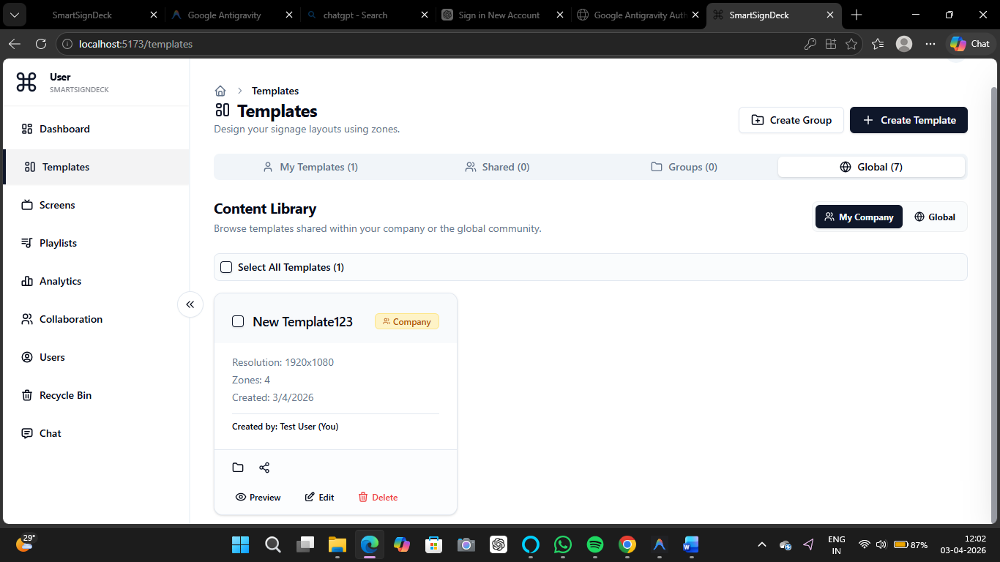 SmartSignDeck
Google Antigravity
chatgpt - Search
Sign in New Account
Google Antigravity Auth
SmartSignDeck
localhost:5173/templates
Chat
User
SMARTSIGNDECK
Dashboard
Templates
Screens
Playlists
Analytics
Collaboration
Users
Recycle Bin
Chat
Templates
Templates
Design your signage layouts using zones.
Create Group
Create Template
My Templates (1)
Shared (0)
Groups (0)
Global (7)
Content Library
Browse templates shared within your company or the global community.
My Company
Global
Select All Templates (1)
New Template123
Company
Resolution: 1920x1080
Zones: 4
Created: 3/4/2026
Created by: Test User (You)
Preview
Edit
Delete
29°
ENG
IN
87%
12:02
03-04-2026